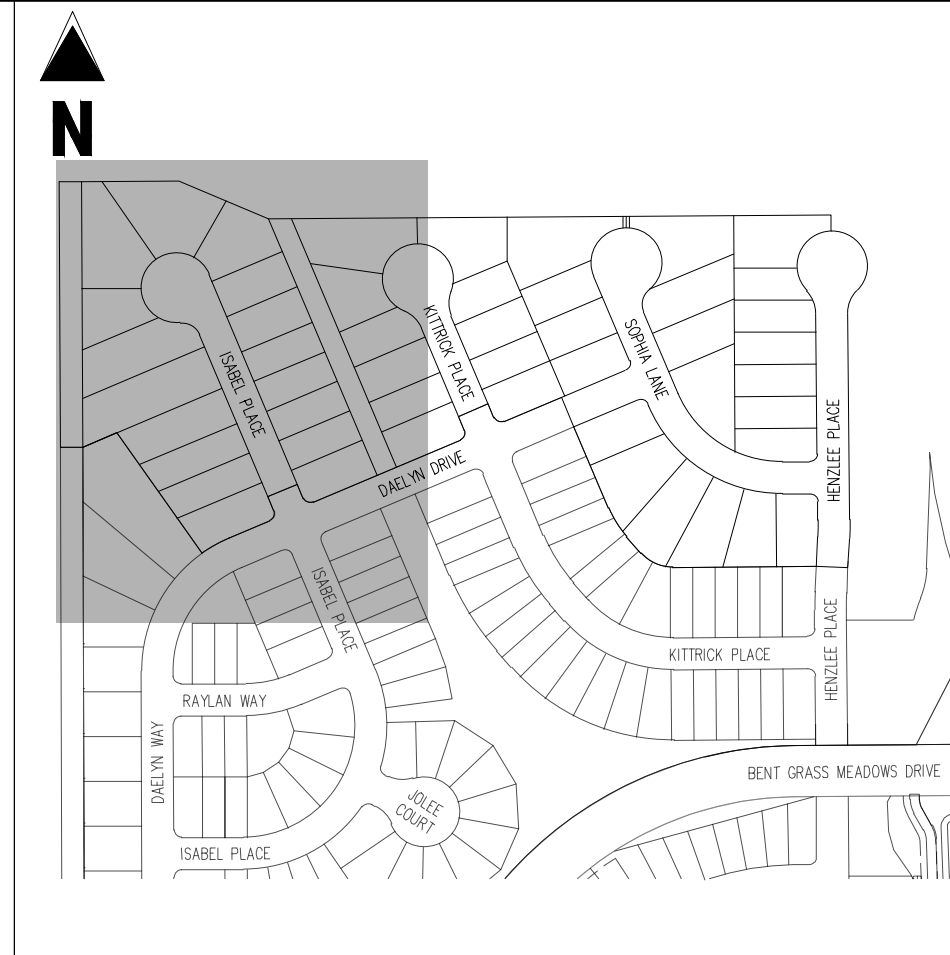 N
KITTRICK PLACE
SOPHIA LANE
ISABEL PLACE
HENZLEE PLACE
DAELYN DRIVE
ISABEL PLACE
HENZLEE PLACE
KITTRICK PLACE
RAYLAN WAY
DAELYN WAY
BENT GRASS MEADOWS DRIVE
JOLEE
COURT
ISABEL PLACE